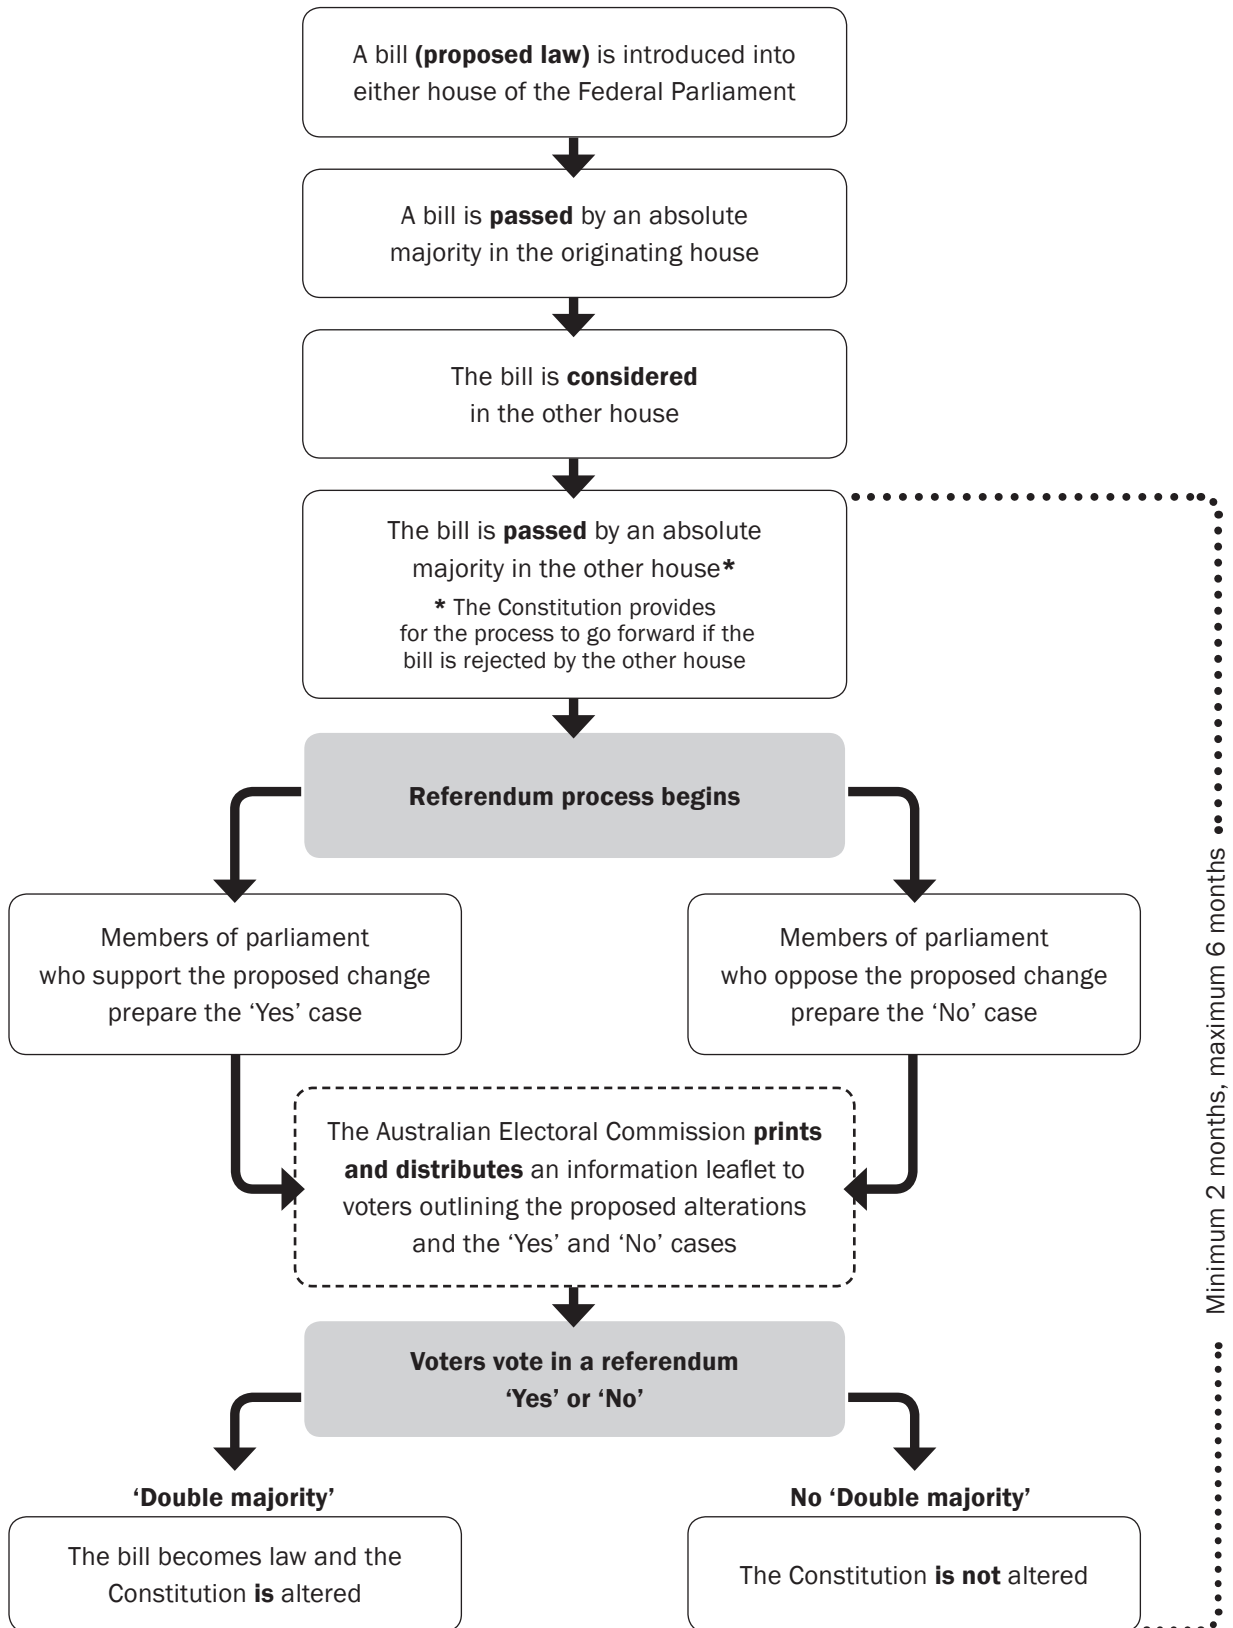 A bill (proposed law) is introduced into
either house of the Federal Parliament
A bill is passed by an absolute
majority in the originating house
The bill is considered
in the other house
The bill is passed by an absolute
majority in the other house*
* The Constitution provides
for the process to go forward if the
bill is rejected by the other house
Referendum process begins
Members of parliament
who support the proposed change
prepare the ‘Yes’ case
Members of parliament
who oppose the proposed change
prepare the ‘No’ case
The Australian Electoral Commission prints
and distributes an information leaflet to
voters outlining the proposed alterations
and the ‘Yes’ and ‘No’ cases
Voters vote in a referendum
‘Yes’ or ‘No’
‘Double majority’
The bill becomes law and the
Constitution is altered
No ‘Double majority’
The Constitution is not altered
Minimum 2 months, maximum 6 months